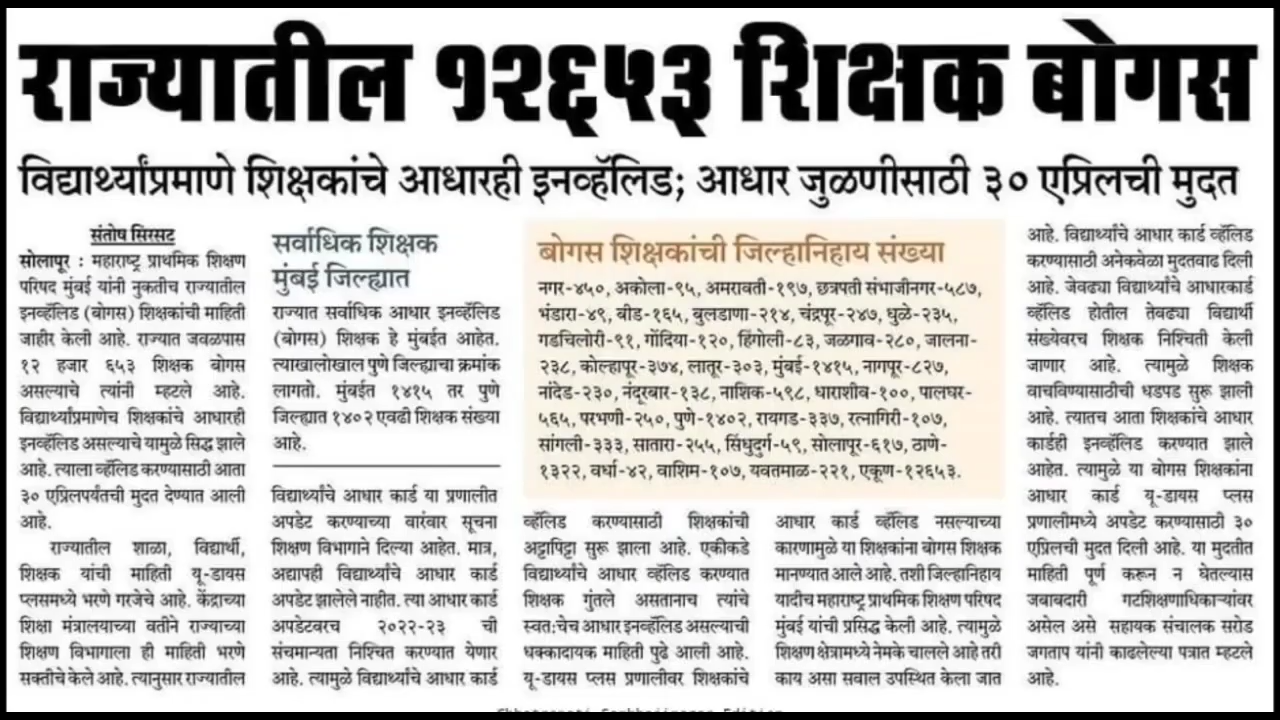 राज्यातील १२६५३ शिक्षक बोगस
विद्यार्थ्यांप्रमाणे शिक्षकांचे आधारही इनव्हॅलिड; आधार जुळणीसाठी ३० एप्रिलची मुदत
संतोष सिरसट
सोलापूर : महाराष्ट्र प्राथमिक शिक्षण
परिषद मुंबई यांनी नुकतीच राज्यातील
इनव्हॅलिड (बोगस) शिक्षकांची माहिती
जाहीर केली आहे. राज्यात जवळपास
१२ हजार ६५३ शिक्षक बोगस
असल्याचे त्यांनी म्हटले आहे.
विद्यार्थ्यांप्रमाणेच शिक्षकांचे आधारही
इनव्हॅलिड असल्याचे यामुळे सिद्ध झाले
आहे. त्याला व्हॅलिड करण्यासाठी आता
३० एप्रिलपर्यंतची मुदत देण्यात आली
आहे.
राज्यातील शाळा, विद्यार्थी,
शिक्षक यांची माहिती यू-डायस
प्लसमध्ये भरणे गरजेचे आहे. केंद्राच्या
शिक्षा मंत्रालयाच्या वतीने राज्याच्या
शिक्षण विभागाला ही माहिती भरणे
सक्तीचे केले आहे. त्यानुसार राज्यातील
सर्वाधिक शिक्षक
मुंबई जिल्ह्यात
राज्यात सर्वाधिक आधार इनव्हॅलिड
(बोगस) शिक्षक हे मुंबईत आहेत.
त्याखालोखाल पुणे जिल्ह्याचा क्रमांक
लागतो. मुंबईत १४१५ तर पुणे
जिल्ह्यात १४०२ एवढी शिक्षक संख्या
आहे.
विद्यार्थ्यांचे आधार कार्ड या प्रणालीत
अपडेट करण्याच्या वारंवार सूचना
शिक्षण विभागाने दिल्या आहेत. मात्र,
अद्यापही विद्यार्थ्यांचे आधार कार्ड
अपडेट झालेले नाहीत. त्या आधार कार्ड
अपडेटवरच २०२२-२३ ची
संचमान्यता निश्चित करण्यात येणार
आहे. त्यामुळे विद्यार्थ्यांचे आधार कार्ड
बोगस शिक्षकांची जिल्हानिहाय संख्या
नगर-४५०, अकोला-९५, अमरावती-१९७, छत्रपती संभाजीनगर-५८७,
भंडारा-४९, बीड-१६५, बुलडाणा-२१४, चंद्रपूर-२४७, धुळे-२३५,
गडचिलोरी-९१, गोंदिया-१२०, हिंगोली-८३, जळगाव-२८०, जालना-
२३८, कोल्हापूर-३७४, लातूर-३०३, मुंबई-१४१५, नागपूर-८२७,
नांदेड-२३०, नंदूरबार-१३८, नाशिक-५९८, धाराशीव-१००, पालघर-
५६५, परभणी-२५०, पुणे-१४०२, रायगड-३३७, रत्नागिरी-१०७,
सांगली-३३३, सातारा-२५५, सिंधुदुर्ग-५९, सोलापूर-६१७, ठाणे-
१३२२, वर्धा-४२, वाशिम-१०७, यवतमाळ-२२१, एकूण-१२६५३.
व्हॅलिड करण्यासाठी शिक्षकांची
अट्टापिट्टा सुरू झाला आहे. एकीकडे
विद्यार्थ्यांचे आधार व्हॅलिड करण्यात
शिक्षक गुंतले असतानाच त्यांचे
स्वतःचेच आधार इनव्हॅलिड असल्याची
धक्कादायक माहिती पुढे आली आहे.
यू-डायस प्लस प्रणालीवर शिक्षकांचे
आधार कार्ड व्हॅलिड नसल्याच्या
कारणामुळे या शिक्षकांना बोगस शिक्षक
मानण्यात आले आहे. तशी जिल्हानिहाय
यादीच महाराष्ट्र प्राथमिक शिक्षण परिषद
मुंबई यांची प्रसिद्ध केली आहे. त्यामुळे
शिक्षण क्षेत्रामध्ये नेमके चालले आहे तरी
काय असा सवाल उपस्थित केला जात
आहे. विद्यार्थ्यांचे आधार कार्ड व्हॅलिड
करण्यासाठी अनेकवेळा मुदतवाढ दिली
आहे. जेवढ्या विद्यार्थ्यांचे आधारकार्ड
व्हॅलिड होतील तेवढ्या विद्यार्थी
संख्येवरच शिक्षक निश्चिती केली
जाणार आहे. त्यामुळे शिक्षक
वाचविण्यासाठीची धडपड सुरू झाली
आहे. त्यातच आता शिक्षकांचे आधार
कार्डही इनव्हॅलिड करण्यात झाले
आहेत. त्यामुळे या बोगस शिक्षकांना
आधार कार्ड यू-डायस प्लस
प्रणालीमध्ये अपडेट करण्यासाठी ३०
एप्रिलची मुदत दिली आहे. या मुदतीत
माहिती पूर्ण करून न घेतल्यास
जवाबदारी गटशिक्षणाधिकाऱ्यांवर
असेल असे सहायक संचालक सरोड
जगताप यांनी काढलेल्या पत्रात म्हटले
आहे.